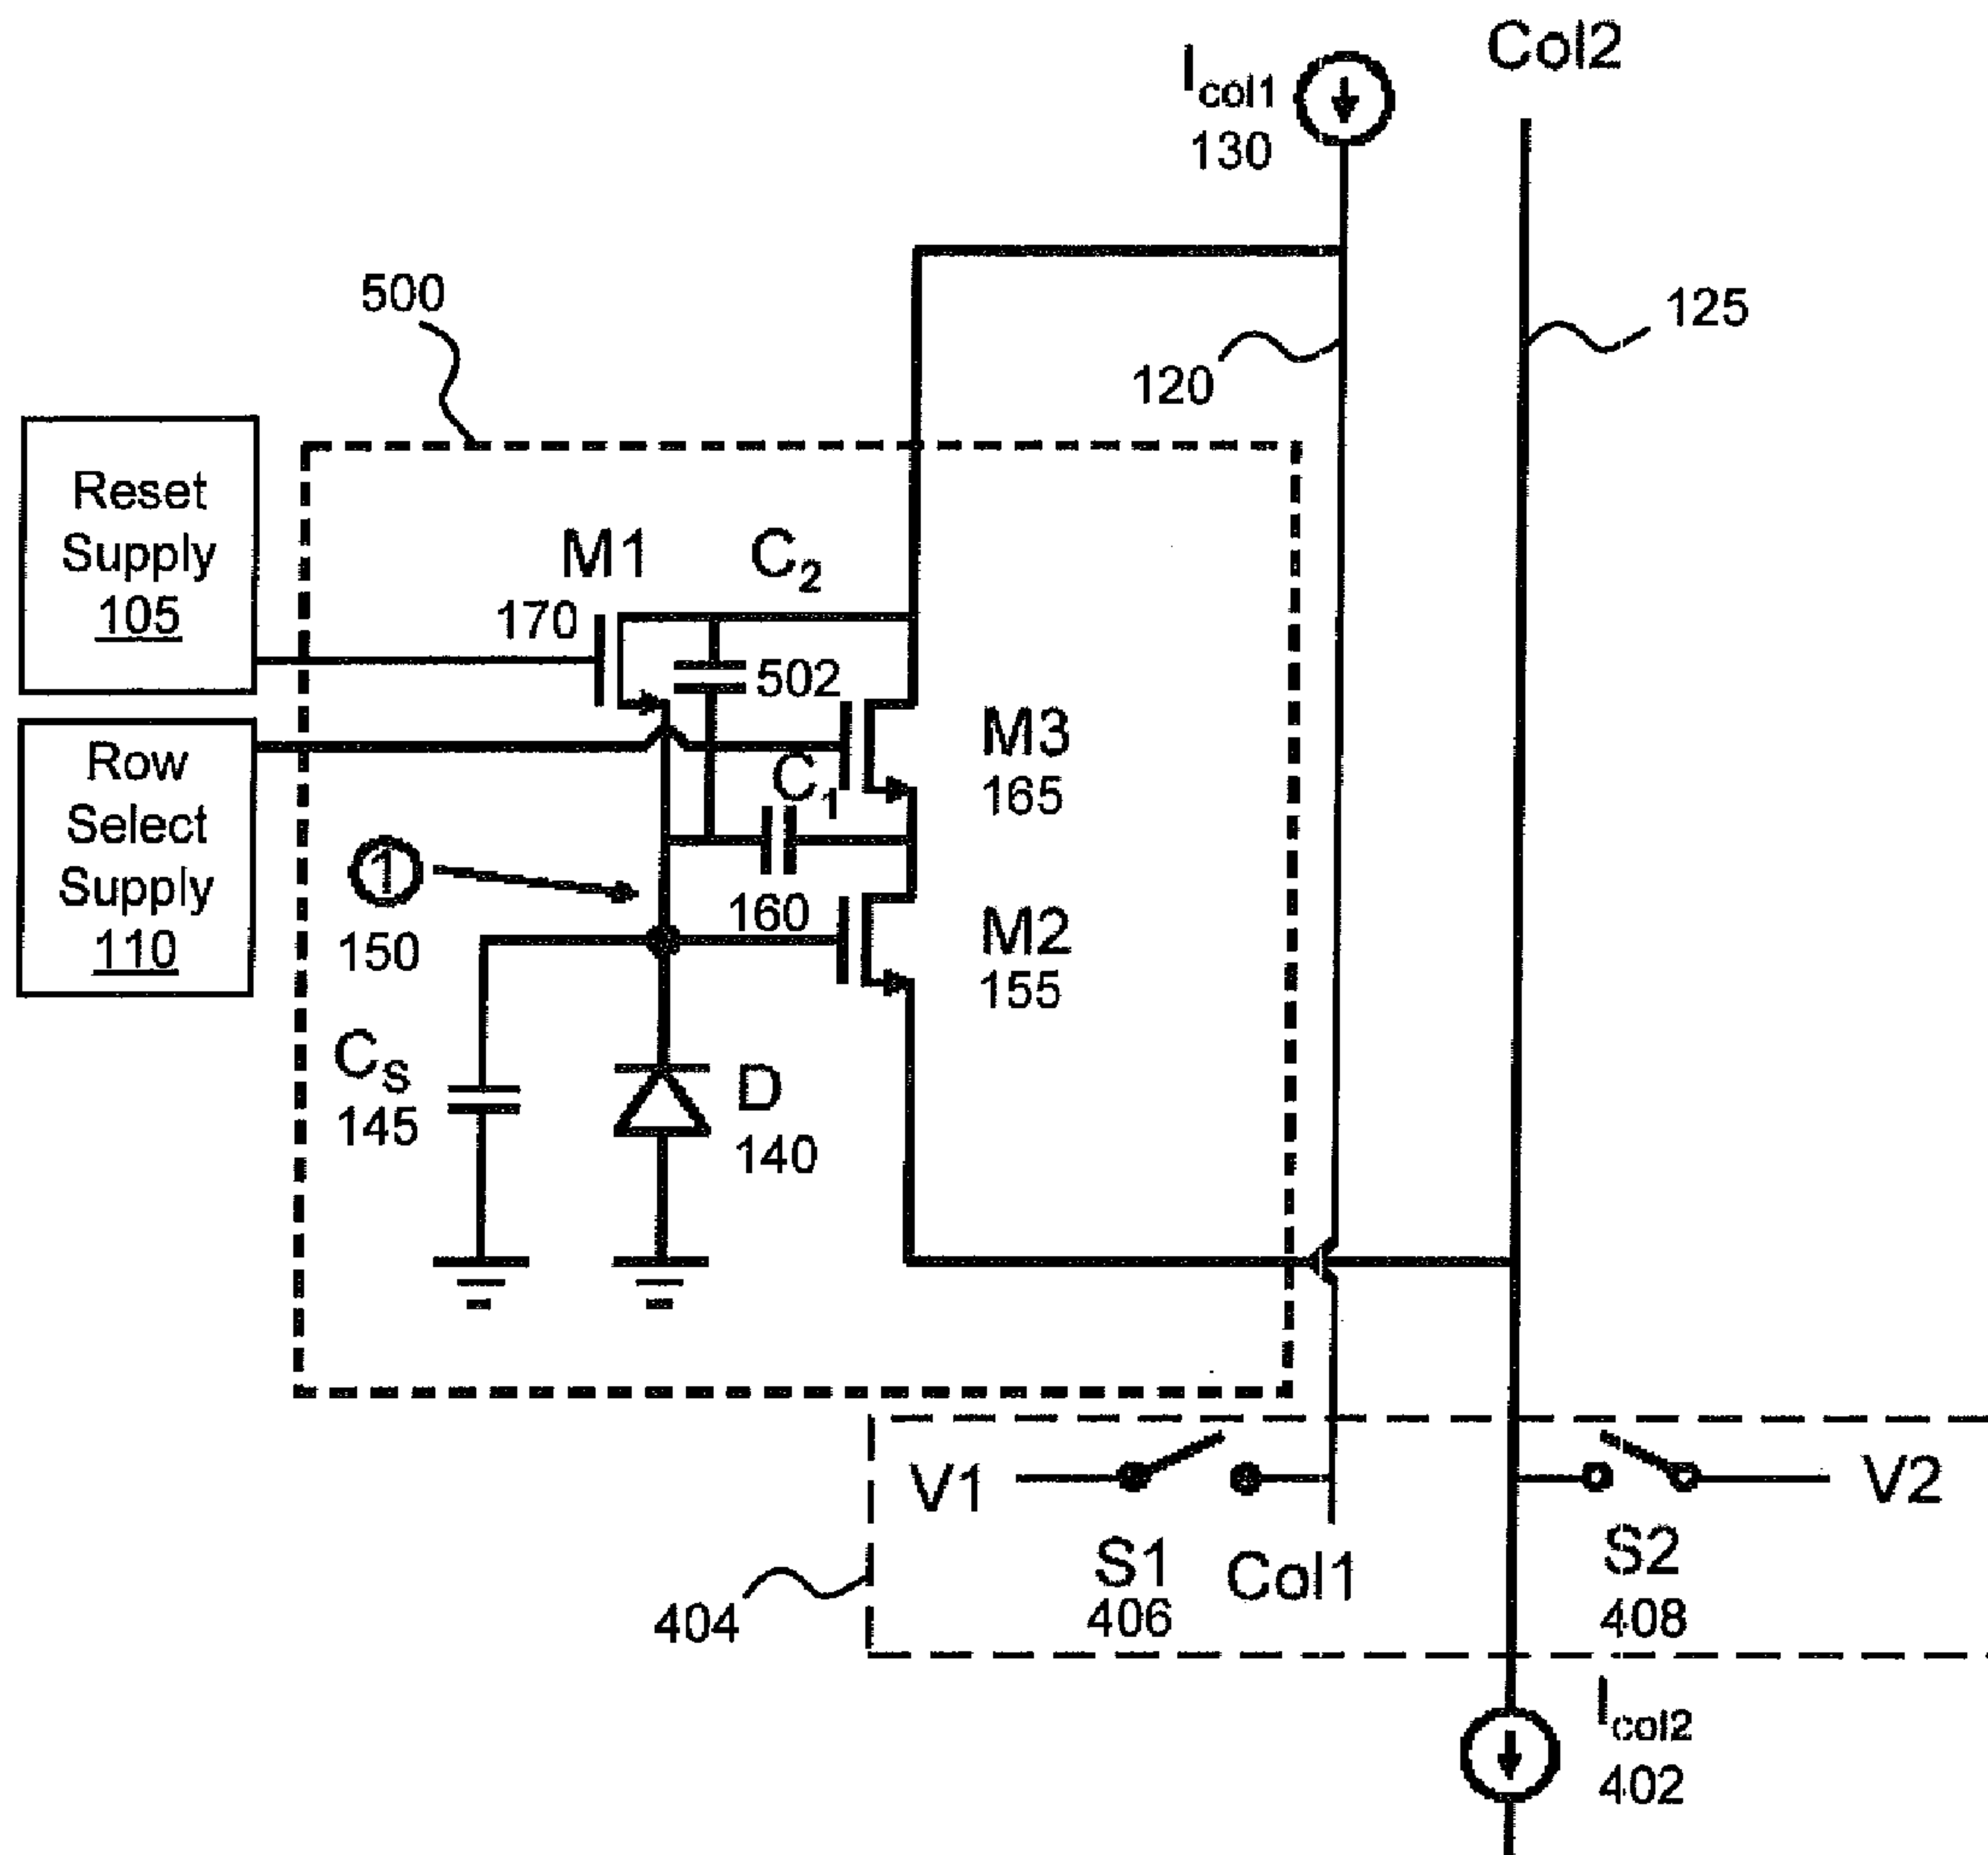 Col2
Icol1
130
500
125
120
Reset
Supply
105
M1
C2
170
502
Row
Select
Supply
110
M3
165
C1
1
150
160
M2
155
CS
145
D
140
V1
V2
S1
406
Col1
S2
408
404
Icol2
402